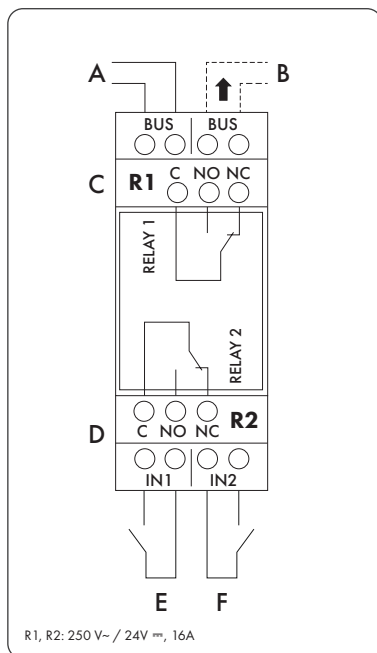 A B
BUS BUS
C R1 C NO NC
RELAY 1
RELAY 2
D C NO NC R2
IN1 IN2
E F
R1, R2: 250 V~ / 24V ⎓, 16A